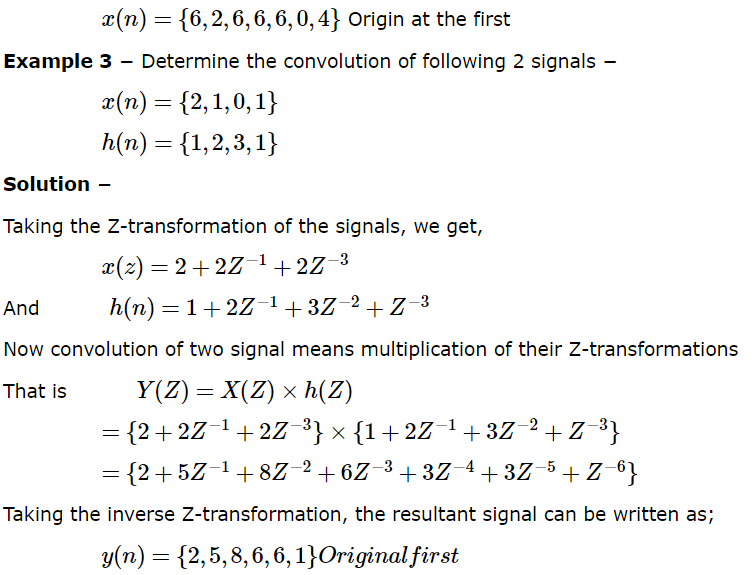 x(n) = {6,2,6,6,6,0,4} Origin at the first
Example 3 – Determine the convolution of following 2 signals –
x(n) = {2,1,0,1}
h(n) = {1,2,3,1}
Solution –
Taking the Z-transformation of the signals, we get,
x(z) = 2 + 2Z⁻¹ + 2Z⁻³
And h(n) = 1 + 2Z⁻¹ + 3Z⁻² + Z⁻³
Now convolution of two signal means multiplication of their Z-transformations
That is Y(Z) = X(Z) × h(Z)
= {2 + 2Z⁻¹ + 2Z⁻³} × {1 + 2Z⁻¹ + 3Z⁻² + Z⁻³}
= {2 + 5Z⁻¹ + 8Z⁻² + 6Z⁻³ + 3Z⁻⁴ + 3Z⁻⁵ + Z⁻⁶}
Taking the inverse Z-transformation, the resultant signal can be written as;
y(n) = {2,5,8,6,6,1}Originalfirst